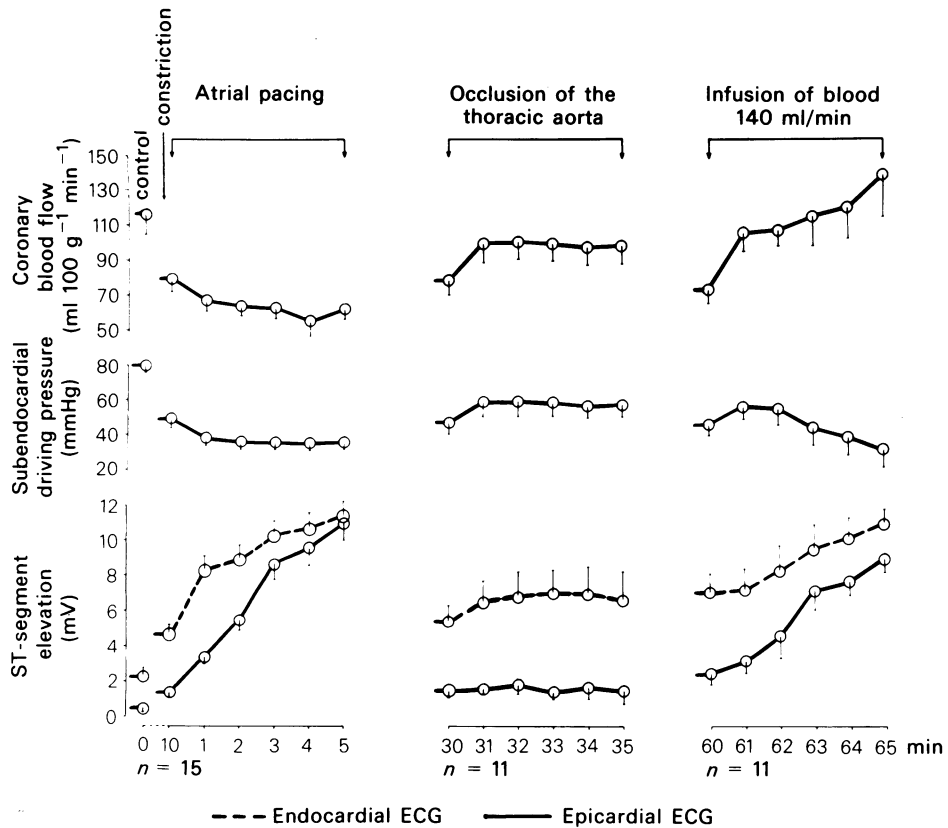 constriction
control
Atrial pacing
Occlusion of the
thoracic aorta
Infusion of blood
140 ml/min
Coronary
blood flow
(ml 100 g⁻¹ min⁻¹)
150
130
110
90
70
50
Subendocardial
driving pressure
(mmHg)
80
60
40
20
ST-segment
elevation
(mV)
12
10
8
6
4
2
0
0 10 1 2 3 4 5
30 31 32 33 34 35
60 61 62 63 64 65 min
n = 15
n = 11
n = 11
Endocardial ECG
Epicardial ECG